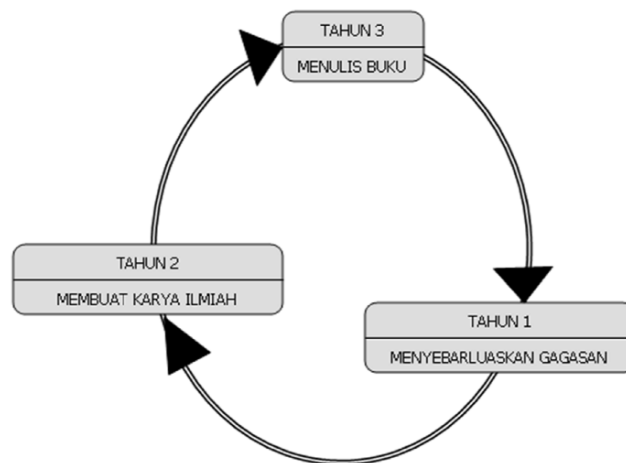 TAHUN 3
MENULIS BUKU
TAHUN 2
MEMBUAT KARYA ILMIAH
TAHUN 1
MENYEBARLUASKAN GAGASAN